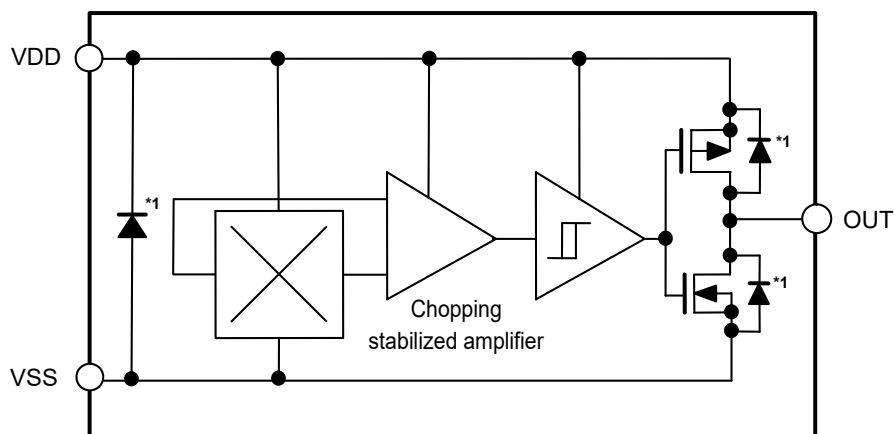 VDD
*1
*1
OUT
*1
Chopping
stabilized amplifier
VSS